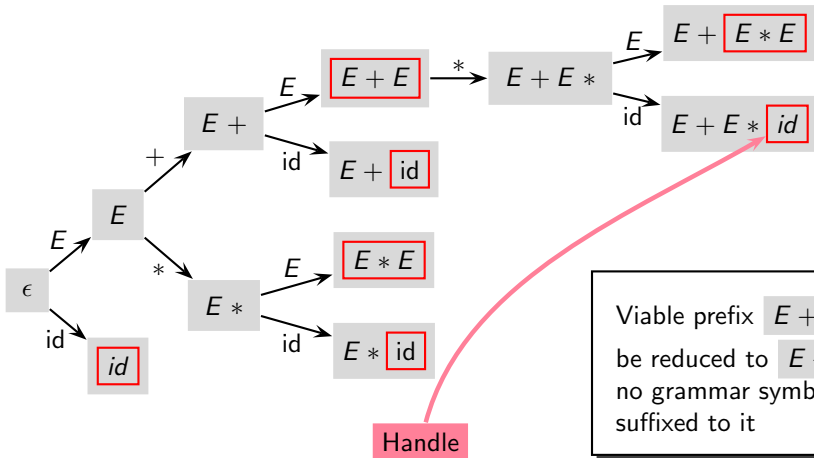 E + E ∗ E
E
E + E
∗
E + E ∗
E
id
E +
E + E ∗ id
+
id
E + id
E
E
E ∗ E
∗
E
ϵ
E ∗
id
id
E ∗ id
id
Handle
Viable prefix E +
be reduced to E
no grammar
suffixed to it